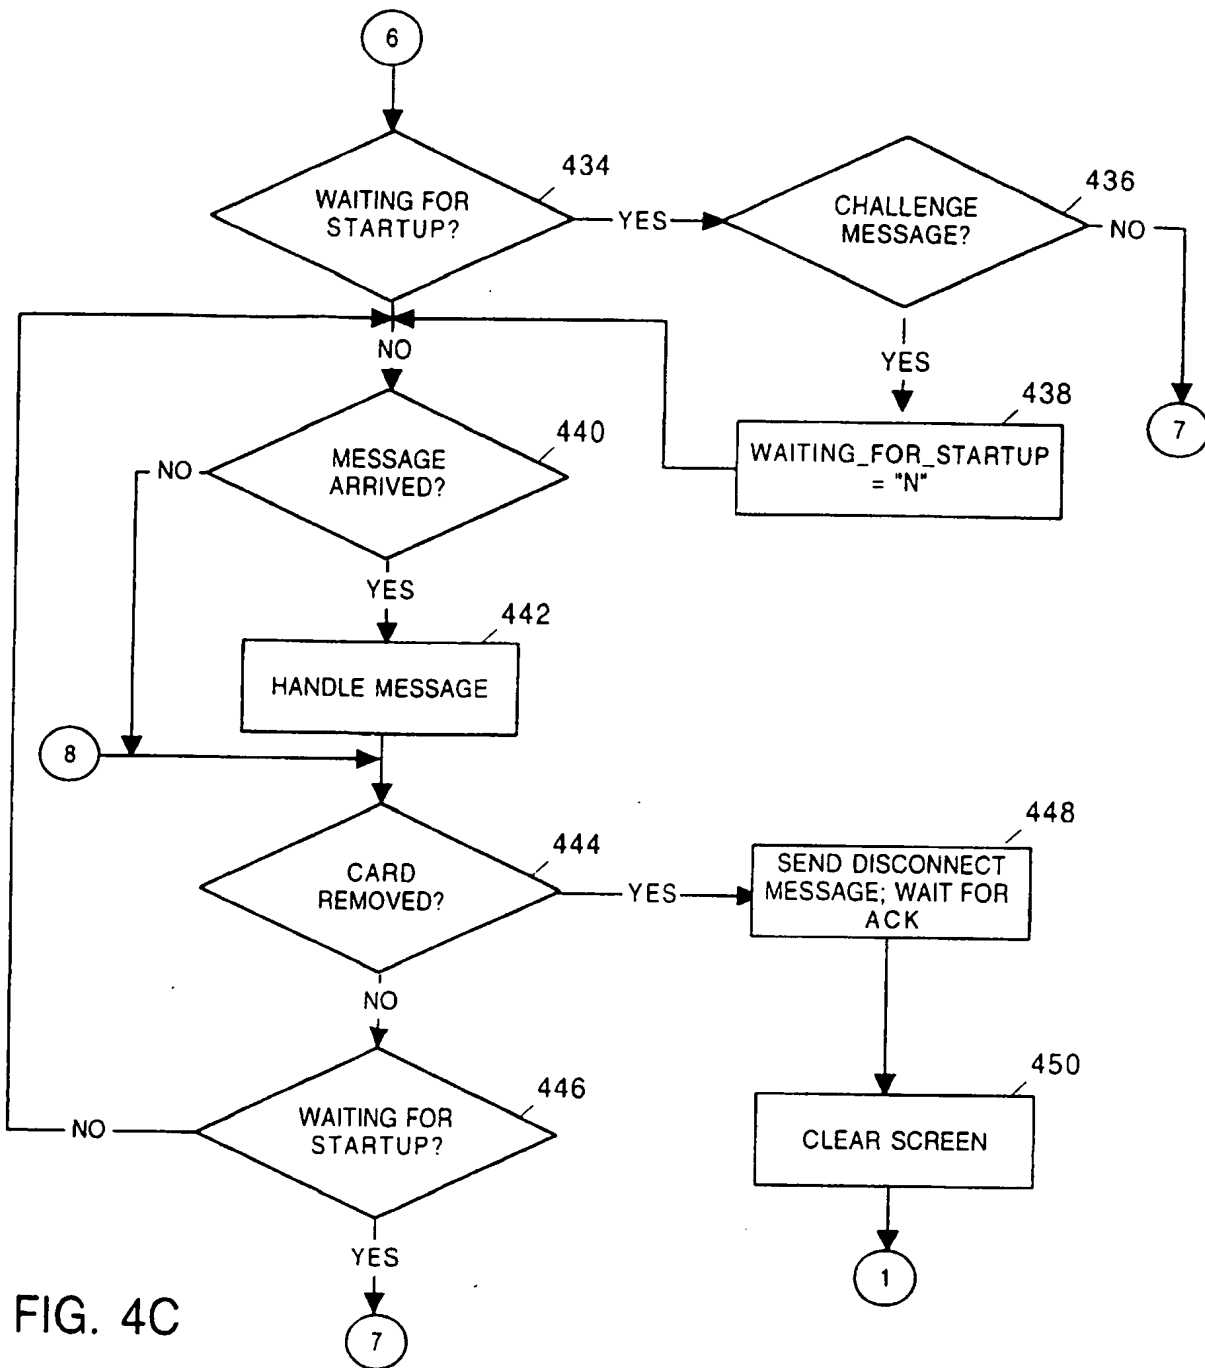 6
WAITING FOR
STARTUP?
434
YES
CHALLENGE
MESSAGE?
436
NO
7
YES
438
WAITING_FOR_STARTUP
= "N"
NO
MESSAGE
ARRIVED?
440
NO
YES
442
HANDLE MESSAGE
8
CARD
REMOVED?
444
YES
448
SEND DISCONNECT
MESSAGE; WAIT FOR
ACK
NO
WAITING FOR
STARTUP?
446
NO
450
CLEAR SCREEN
YES
1
7
FIG. 4C